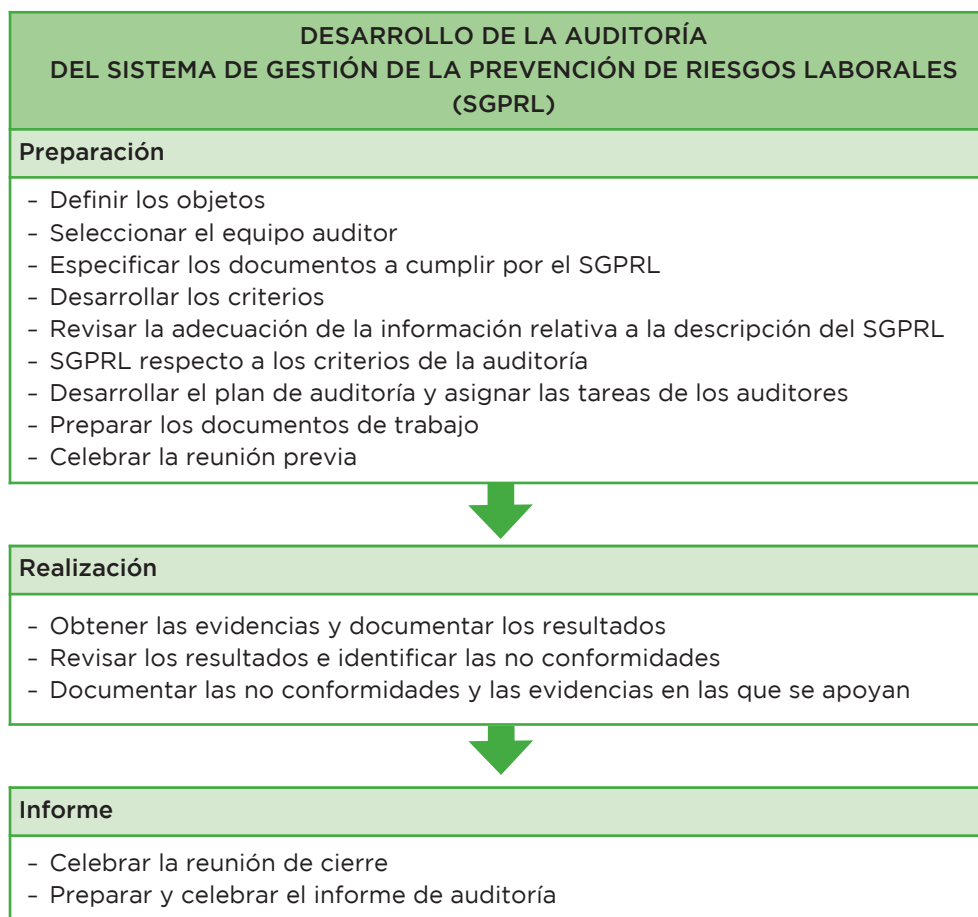 DESARROLLO DE LA AUDITORÍA
DEL SISTEMA DE GESTIÓN DE LA PREVENCIÓN DE RIESGOS LABORALES
(SGPRL)
Preparación
– Definir los objetos
– Seleccionar el equipo auditor
– Especificar los documentos a cumplir por el SGPRL
– Desarrollar los criterios
– Revisar la adecuación de la información relativa a la descripción del SGPRL
– SGPRL respecto a los criterios de la auditoría
– Desarrollar el plan de auditoría y asignar las tareas de los auditores
– Preparar los documentos de trabajo
– Celebrar la reunión previa
Realización
– Obtener las evidencias y documentar los resultados
– Revisar los resultados e identificar las no conformidades
– Documentar las no conformidades y las evidencias en las que se apoyan
Informe
– Celebrar la reunión de cierre
– Preparar y celebrar el informe de auditoría